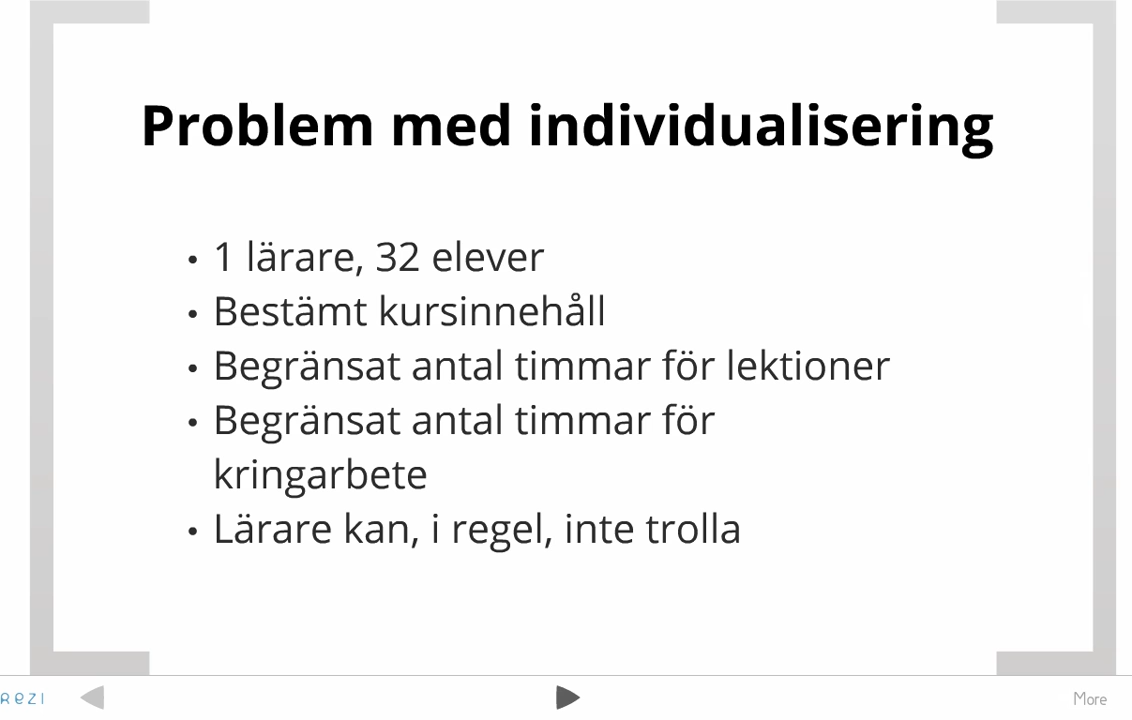 Problem med individualisering
• 1 lärare, 32 elever
• Bestämt kursinnehåll
• Begränsat antal timmar för lektioner
• Begränsat antal timmar för
kringarbete
• Lärare kan, i regel, inte trolla
Rezi More